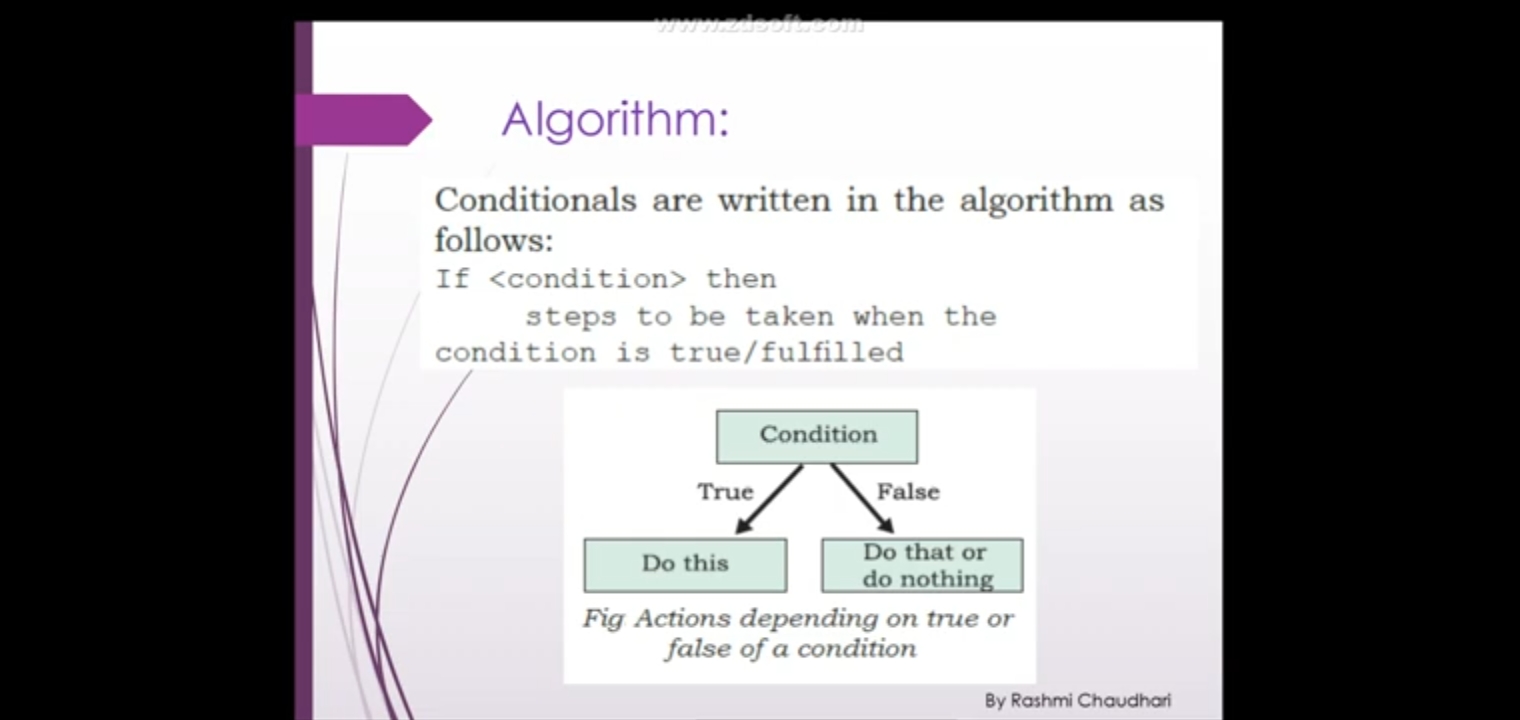 www.zdsoft.com
Algorithm:
Conditionals are written in the algorithm as
follows:
If <condition> then
steps to be taken when the
condition is true/fulfilled
Condition
True
False
Do this
Do that or
do nothing
Fig Actions depending on true or
false of a condition
By Rashmi Chaudhari